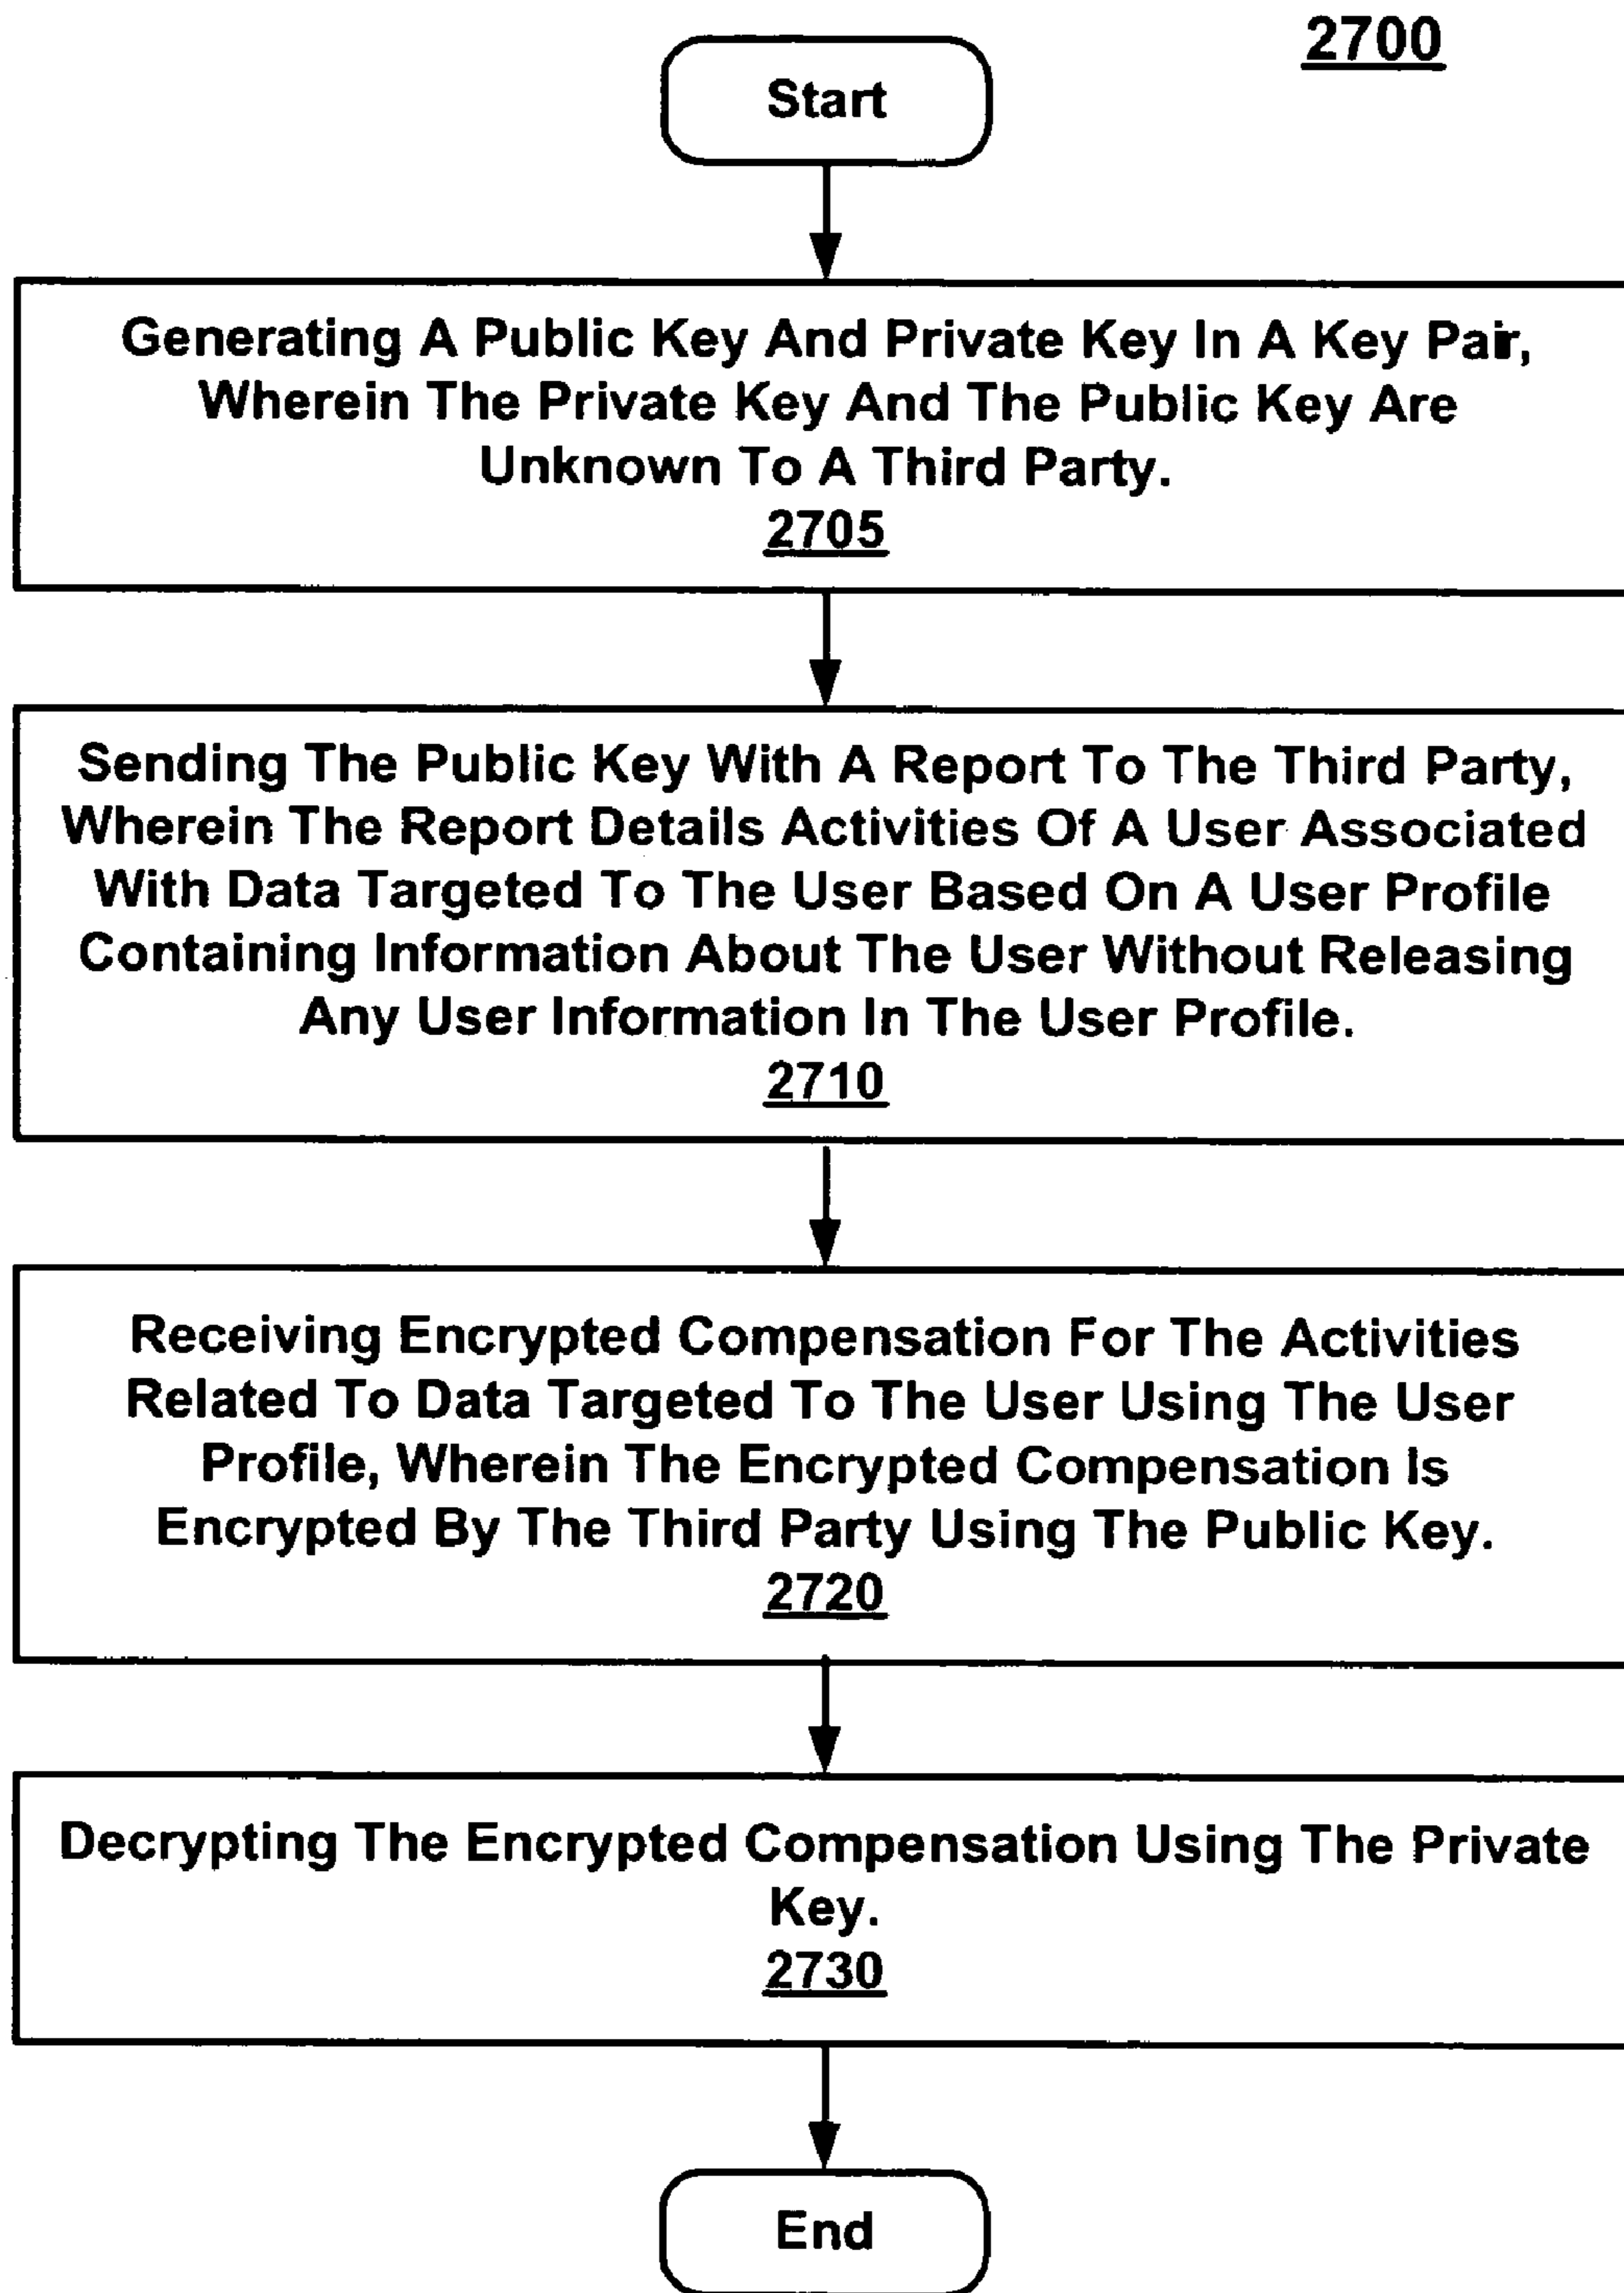 2700
Start
Generating A Public Key And Private Key In A Key Pair,
Wherein The Private Key And The Public Key Are
Unknown To A Third Party.
2705
Sending The Public Key With A Report To The Third Party,
Wherein The Report Details Activities Of A User Associated
With Data Targeted To The User Based On A User Profile
Containing Information About The User Without Releasing
Any User Information In The User Profile.
2710
Receiving Encrypted Compensation For The Activities
Related To Data Targeted To The User Using The User
Profile, Wherein The Encrypted Compensation Is
Encrypted By The Third Party Using The Public Key.
2720
Decrypting The Encrypted Compensation Using The Private
Key.
2730
End